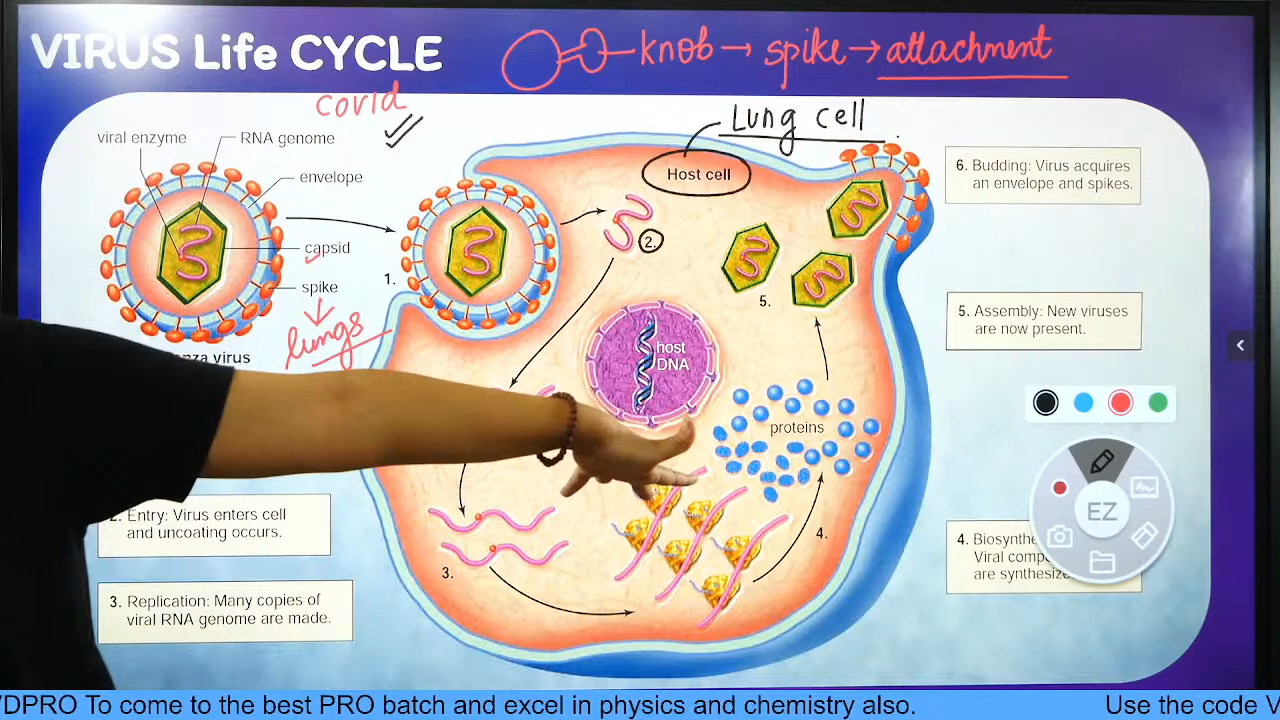 VIRUS Life CYCLE
knob → spike → attachment
covid
Lung cell
viral enzyme
RNA genome
envelope
capsid
spike
lungs
virus
1.
Host cell
2.
host
DNA
5.
proteins
4.
3.
6. Budding: Virus acquires
an envelope and spikes.
5. Assembly: New viruses
are now present.
4.
Viral
are
2. Entry: Virus enters cell
and uncoating occurs.
3. Replication: Many copies of
viral RNA genome are made.
EZ
To come to the best PRO batch and excel in physics and chemistry also.
Use the code